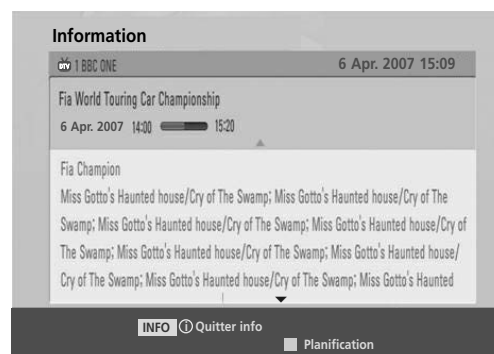 Information
DTV 1 BBC ONE 6 Apr. 2007 15:09
Fia World Touring Car Championship
6 Apr. 2007 14:00 15:20
Fia Champion
Miss Gotto's Haunted house/Cry of The Swamp; Miss Gotto's Haunted house/Cry of The
Swamp; Miss Gotto's Haunted house/Cry of The Swamp; Miss Gotto's Haunted house/Cry of
The Swamp; Miss Gotto's Haunted house/Cry of The Swamp; Miss Gotto's Haunted house/
Cry of The Swamp; Miss Gotto's Haunted house/Cry of The Swamp; Miss Gotto's Haunted
INFO ⓘ Quitter info
Planification